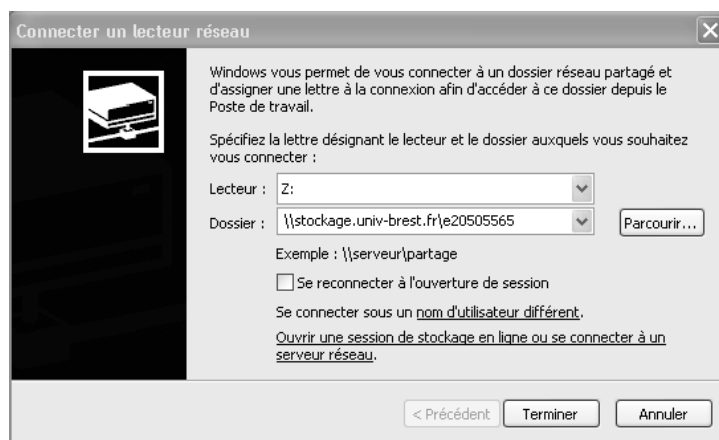 Connecter un lecteur réseau
Windows vous permet de vous connecter à un dossier réseau partagé et
d'assigner une lettre à la connexion afin d'accéder à ce dossier depuis le
Poste de travail.
Spécifiez la lettre désignant le lecteur et le dossier auxquels vous souhaitez
vous connecter :
Lecteur : Z:
Dossier : \\stockage.univ-brest.fr\e20505565 Parcourir...
Exemple : \\serveur\partage
Se reconnecter à l'ouverture de session
Se connecter sous un nom d'utilisateur différent.
Ouvrir une session de stockage en ligne ou se connecter à un
serveur réseau.
< Précédent Terminer Annuler